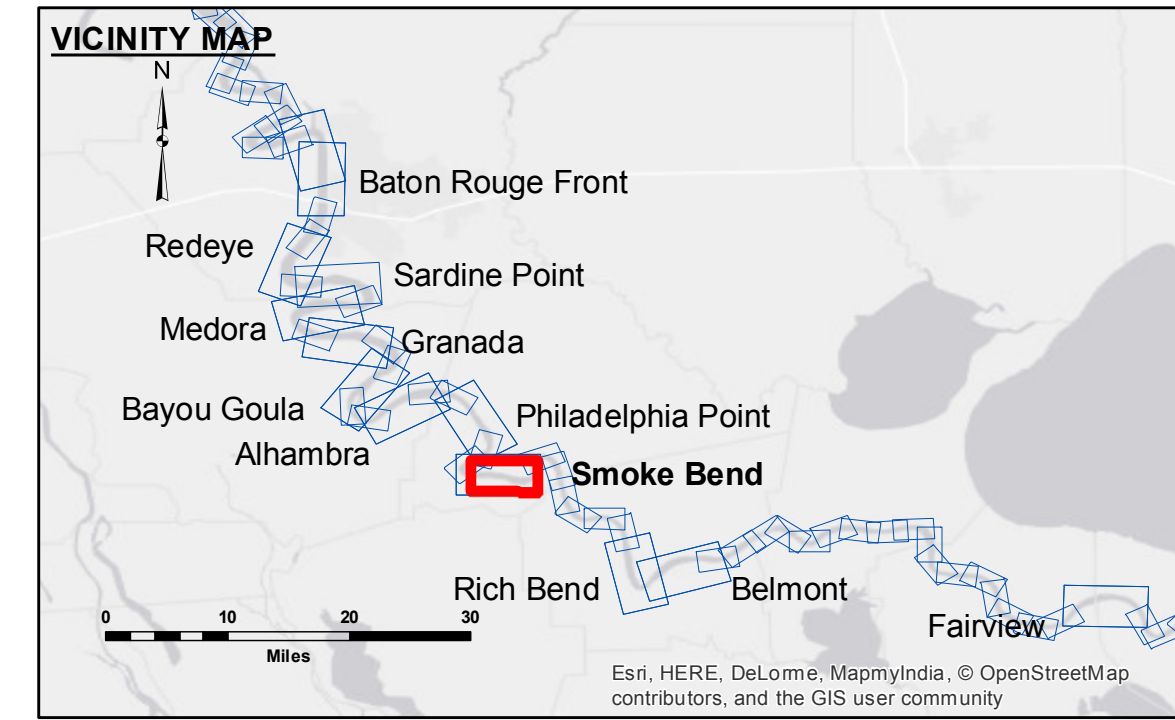 VICINITY MAP
N
Baton Rouge Front
Redeye
Sardine Point
Medora
Granada
Bayou Goula
Philadelphia Point
Alhambra
Smoke Bend
Rich Bend
Belmont
Fairview
0 10 20 30
Miles
Esri, HERE, DeLorme, MapmyIndia, © OpenStreetMap
contributors, and the GIS user community